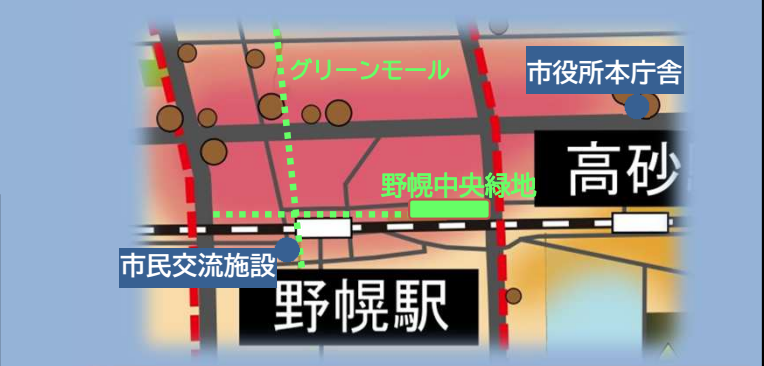 グリーンモール
市役所本庁舎
高砂
野幌中央緑地
市民交流施設
野幌駅